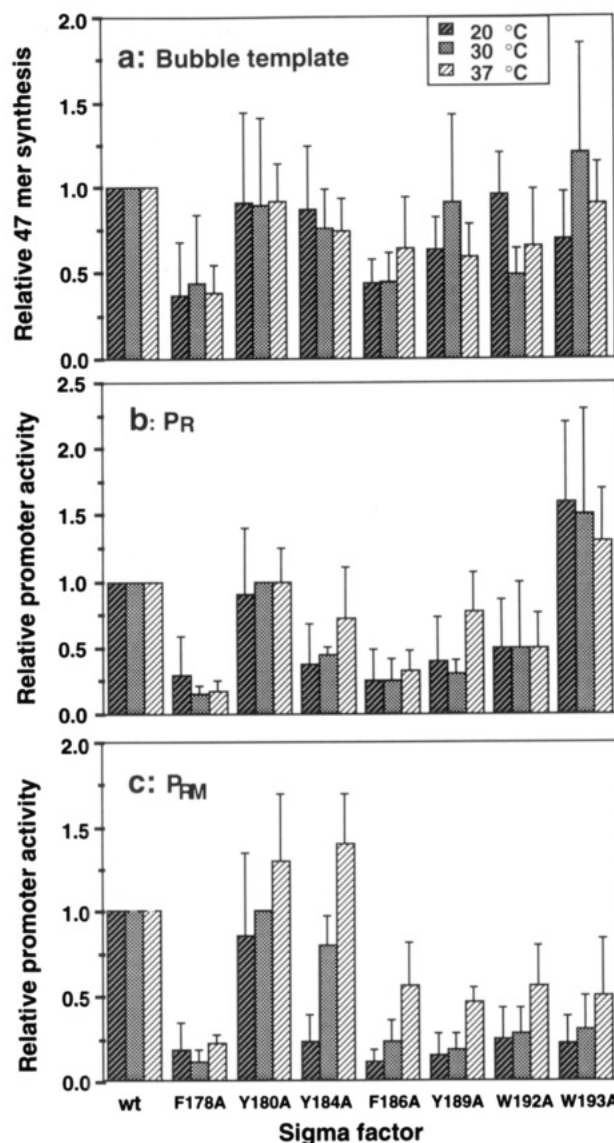 2.0
a: Bubble template
20 °C
30 °C
37 °C
1.5
1.0
0.5
0.0
Relative 47 mer synthesis
2.5
b: PR
2.0
1.5
1.0
0.5
0.0
Relative promoter activity
2.0
c: PRM
1.5
1.0
0.5
0.0
Relative promoter activity
wt F178A Y180A Y184A F186A Y189A W192A W193A
Sigma factor